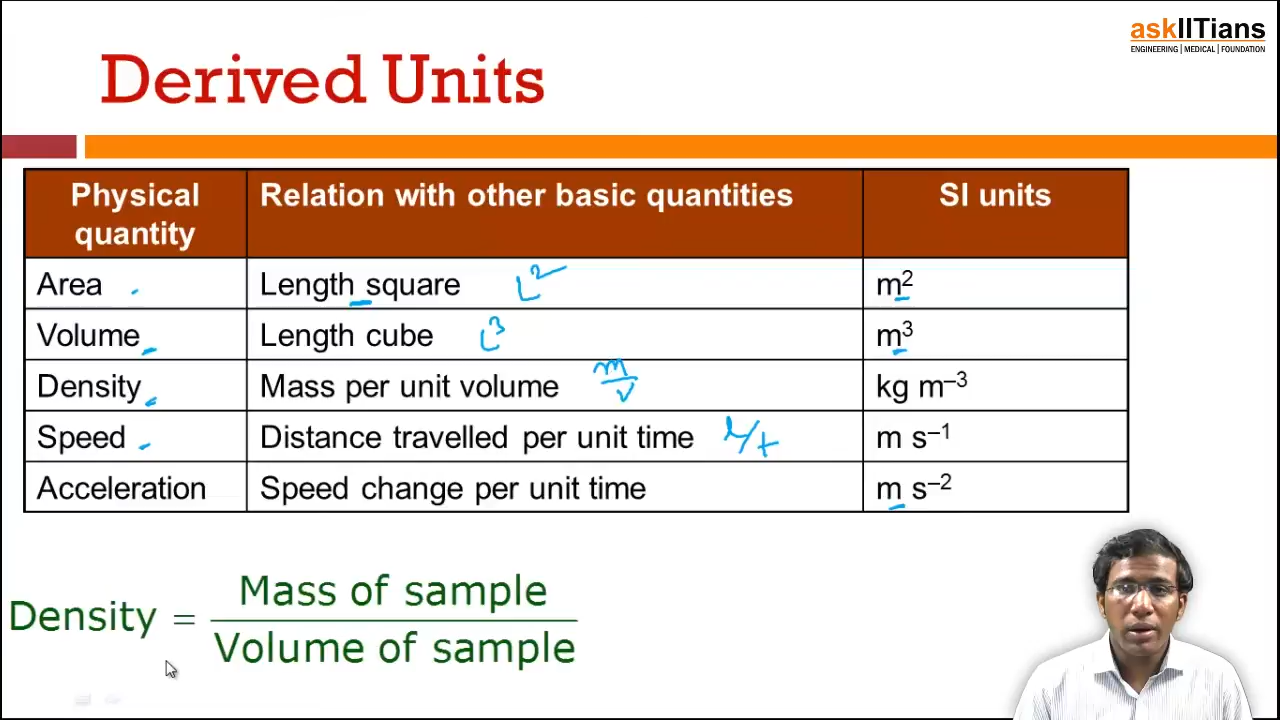 askIITians
ENGINEERING | MEDICAL | FOUNDATION
Derived Units
Physical quantity
Relation with other basic quantities
SI units
Area
Length square L²
m²
Volume
Length cube L³
m³
Density
Mass per unit volume m/v
kg m⁻³
Speed
Distance travelled per unit time l/t
m s⁻¹
Acceleration
Speed change per unit time
m s⁻²
Density = Mass of sample / Volume of sample